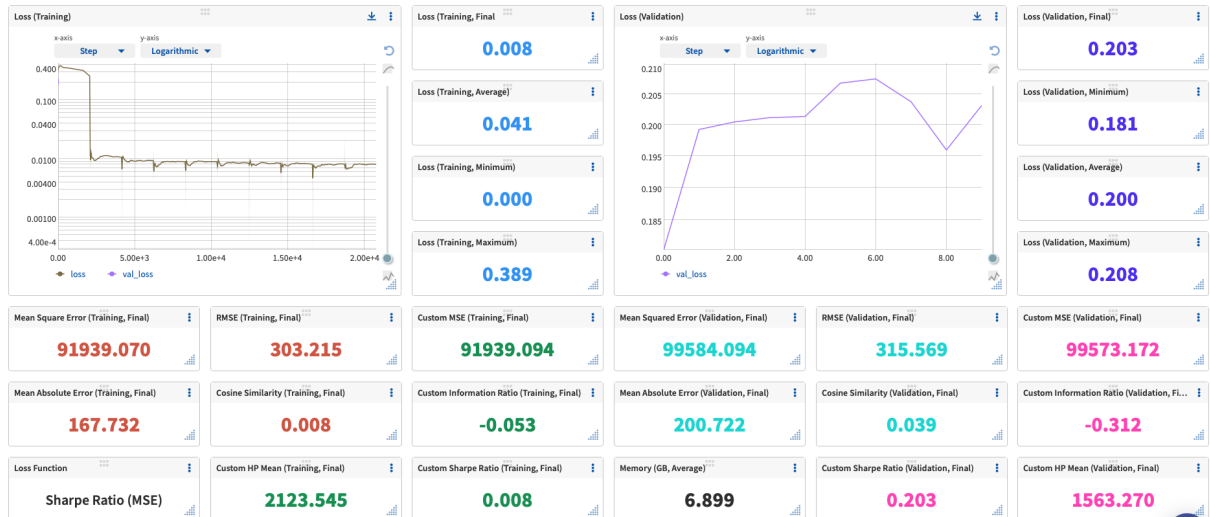 Loss (Training)
x-axis
y-axis
Step
Logarithmic
0.400
0.100
0.0400
0.0100
0.00400
0.00100
4.00e-4
0.00
5.00e+3
1.00e+4
1.50e+4
2.00e+4
loss
val_loss
Loss (Training, Final
0.008
Loss (Training, Average)
0.041
Loss (Training, Minimum)
0.000
Loss (Training, Maximum)
0.389
Loss (Validation)
x-axis
y-axis
Step
Logarithmic
0.210
0.205
0.200
0.195
0.190
0.185
0.00
2.00
4.00
6.00
8.00
val_loss
Loss (Validation, Final)
0.203
Loss (Validation, Minimum)
0.181
Loss (Validation, Average)
0.200
Loss (Validation, Maximum)
0.208
Mean Square Error (Training, Final)
91939.070
RMSE (Training, Final)
303.215
Custom MSE (Training, Final)
91939.094
Mean Squared Error (Validation, Final)
99584.094
RMSE (Validation, Final)
315.569
Custom MSE (Validation, Final)
99573.172
Mean Absolute Error (Training, Final)
167.732
Cosine Similarity (Training, Final)
0.008
Custom Information Ratio (Training, Final)
-0.053
Mean Absolute Error (Validation, Final)
200.722
Cosine Similarity (Validation, Final)
0.039
Custom Information Ratio (Validation, Fi...
-0.312
Loss Function
Sharpe Ratio (MSE)
Custom HP Mean (Training, Final)
2123.545
Custom Sharpe Ratio (Training, Final)
0.008
Memory (GB, Average)
6.899
Custom Sharpe Ratio (Validation, Final)
0.203
Custom HP Mean (Validation, Final)
1563.270